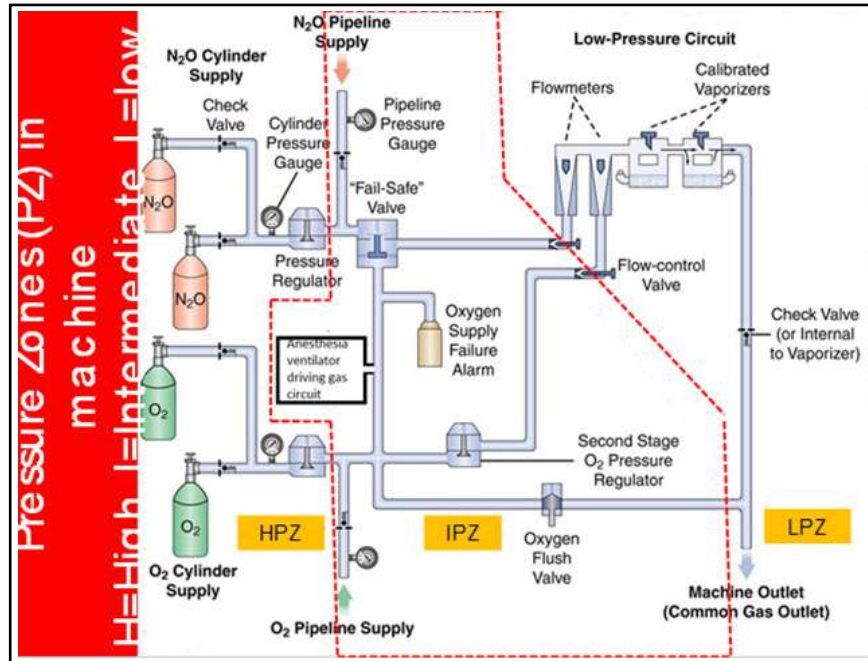 Pressure Zones (PZ) in
machine
H=High I=Intermediate l =low
N2O Pipeline
Supply
Low-Pressure Circuit
N2O Cylinder
Supply
Check
Valve
Cylinder
Pressure
Gauge
Pipeline
Pressure
Gauge
Flowmeters
Calibrated
Vaporizers
"Fail-Safe"
Valve
N2O
N2O
Pressure
Regulator
Flow-control
Valve
Oxygen
Supply
Failure
Alarm
Check Valve
(or Internal
to Vaporizer)
Anesthesia
ventilator
driving gas
circuit
O2
O2
Second Stage
O2 Pressure
Regulator
HPZ
IPZ
LPZ
Oxygen
Flush
Valve
O2 Cylinder
Supply
O2 Pipeline Supply
Machine Outlet
(Common Gas Outlet)